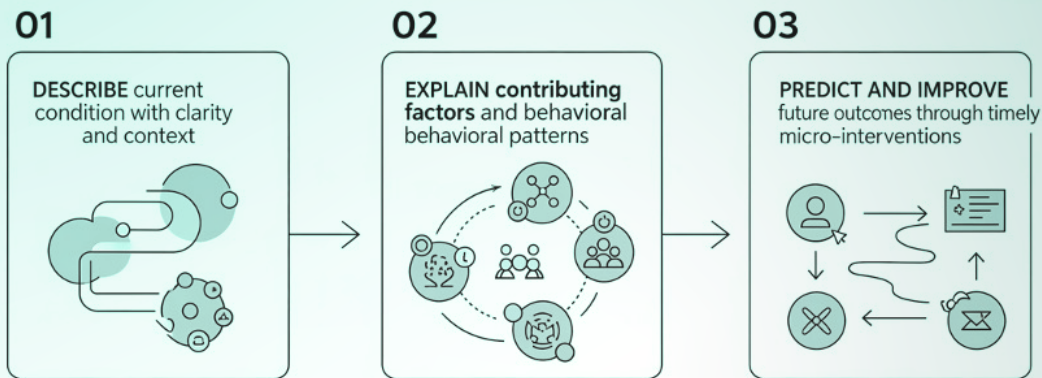 01
DESCRIBE current
condition with clarity
and context
02
EXPLAIN contributing
factors and behavioral
behavioral patterns
03
PREDICT AND IMPROVE
future outcomes through timely
micro-interventions